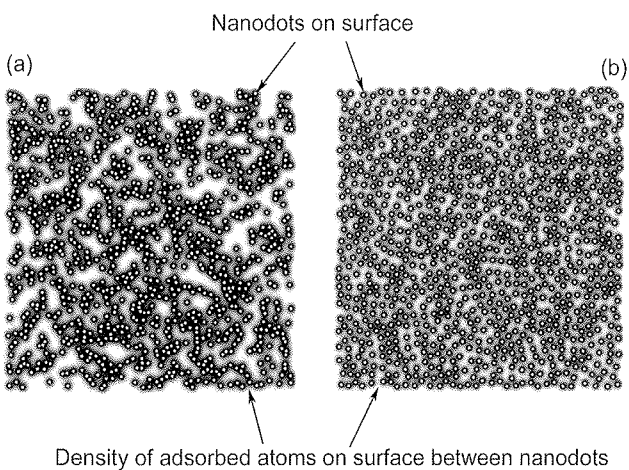 Nanodots on surface
(a)
(b)
Density of adsorbed atoms on surface between nanodots